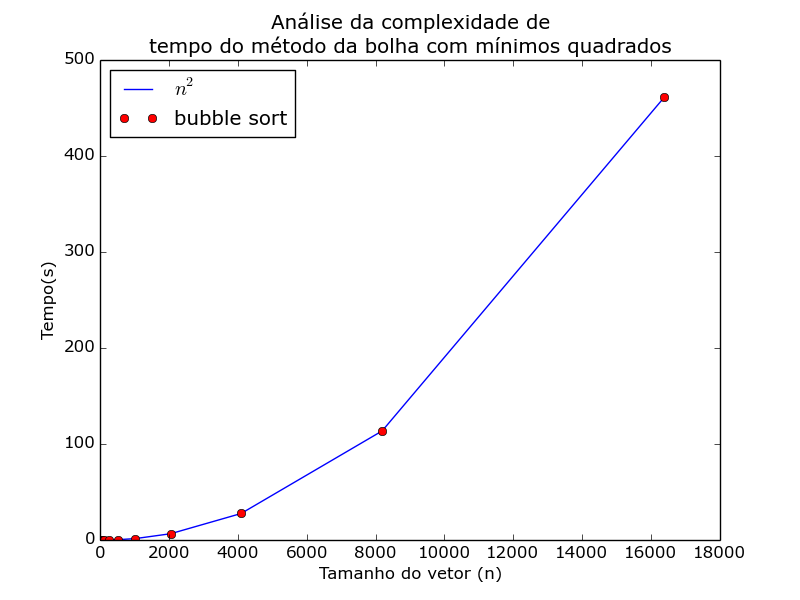 Análise da complexidade de
tempo do método da bolha com mínimos quadrados
500
400
300
200
100
0
Tempo(s)
n²
bubble sort
0 2000 4000 6000 8000 10000 12000 14000 16000 18000
Tamanho do vetor (n)